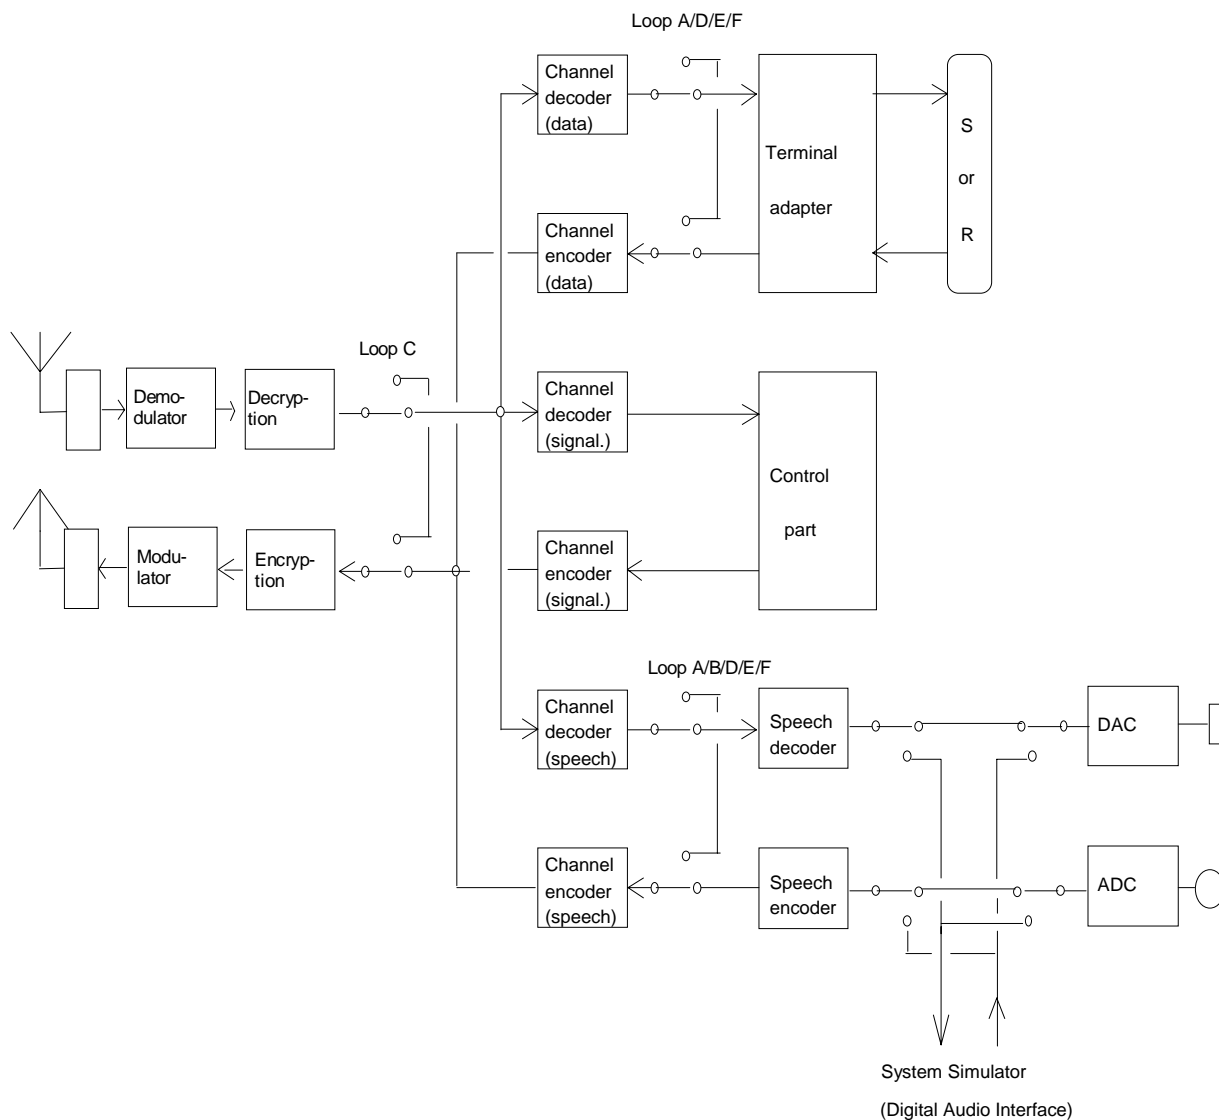 Loop A/D/E/F
Channel
decoder
(data)
Terminal
adapter
S
or
R
Channel
encoder
(data)
Loop C
Demo-
dulator
Decryp-
tion
Channel
decoder
(signal.)
Control
part
Modu-
lator
Encryp-
tion
Channel
encoder
(signal.)
Loop A/B/D/E/F
Channel
decoder
(speech)
Speech
decoder
DAC
Channel
encoder
(speech)
Speech
encoder
ADC
System Simulator
(Digital Audio Interface)